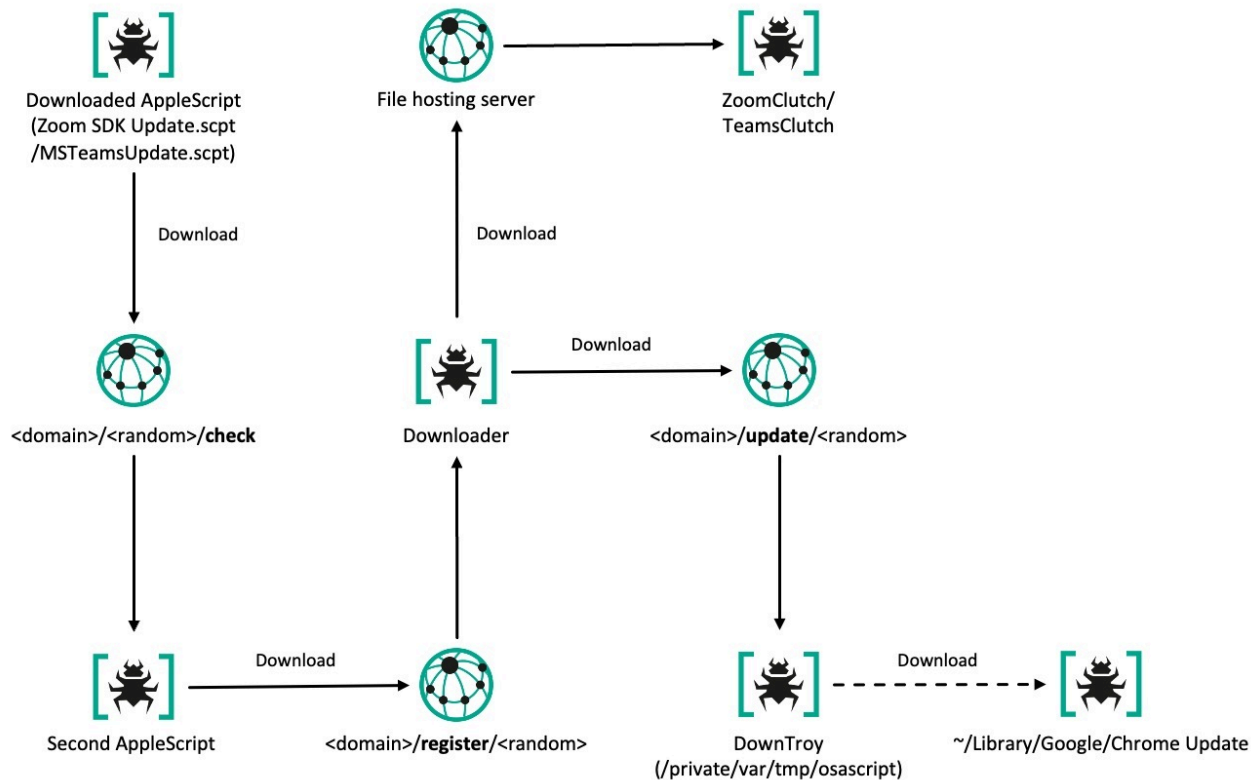 Downloaded AppleScript
(Zoom SDK Update.scpt
/MSTeamsUpdate.scpt)
File hosting server
ZoomClutch/
TeamsClutch
Download
Download
Download
<domain>/<random>/check
Downloader
<domain>/update/<random>
Download
Download
Second AppleScript
<domain>/register/<random>
DownTroy
(/private/var/tmp/osascript)
~/Library/Google/Chrome Update